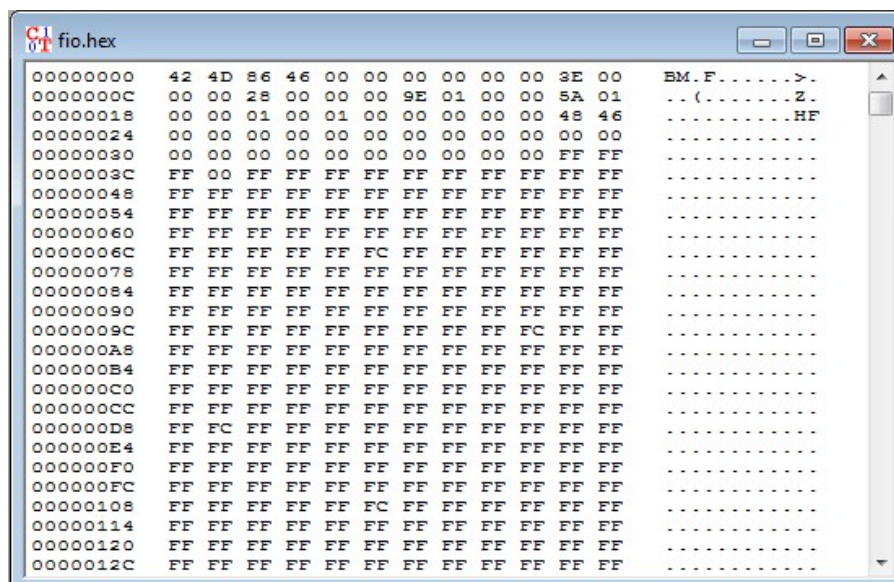 CrT fio.hex
00000000 42 4D 86 46 00 00 00 00 00 00 3E 00 BM.F......>.
0000000C 00 00 28 00 00 00 9E 01 00 00 5A 01 ..(.......Z.
00000018 00 00 01 00 01 00 00 00 00 00 48 46 ..........HF
00000024 00 00 00 00 00 00 00 00 00 00 00 00 ............
00000030 00 00 00 00 00 00 00 00 00 00 FF FF ............
0000003C FF 00 FF FF FF FF FF FF FF FF FF FF ............
00000048 FF FF FF FF FF FF FF FF FF FF FF FF ............
00000054 FF FF FF FF FF FF FF FF FF FF FF FF ............
00000060 FF FF FF FF FF FF FF FF FF FF FF FF ............
0000006C FF FF FF FF FF FC FF FF FF FF FF FF ............
00000078 FF FF FF FF FF FF FF FF FF FF FF FF ............
00000084 FF FF FF FF FF FF FF FF FF FF FF FF ............
00000090 FF FF FF FF FF FF FF FF FF FF FF FF ............
0000009C FF FF FF FF FF FF FF FF FF FC FF FF ............
000000A8 FF FF FF FF FF FF FF FF FF FF FF FF ............
000000B4 FF FF FF FF FF FF FF FF FF FF FF FF ............
000000C0 FF FF FF FF FF FF FF FF FF FF FF FF ............
000000CC FF FF FF FF FF FF FF FF FF FF FF FF ............
000000D8 FF FC FF FF FF FF FF FF FF FF FF FF ............
000000E4 FF FF FF FF FF FF FF FF FF FF FF FF ............
000000F0 FF FF FF FF FF FF FF FF FF FF FF FF ............
000000FC FF FF FF FF FF FF FF FF FF FF FF FF ............
00000108 FF FF FF FF FF FC FF FF FF FF FF FF ............
00000114 FF FF FF FF FF FF FF FF FF FF FF FF ............
00000120 FF FF FF FF FF FF FF FF FF FF FF FF ............
0000012C FF FF FF FF FF FF FF FF FF FF FF FF ............